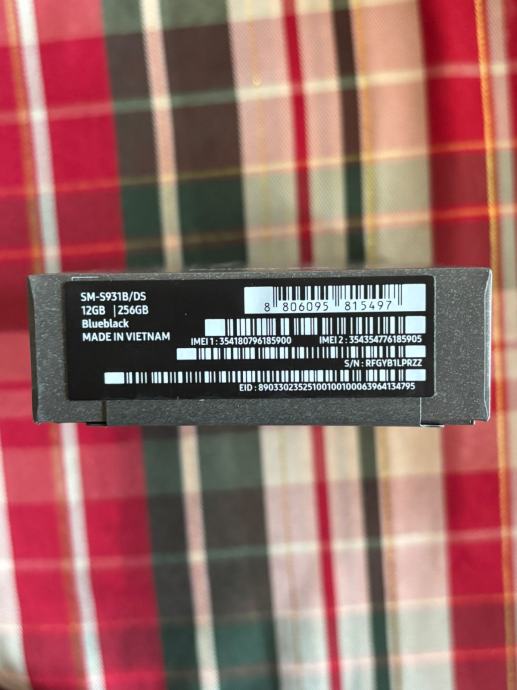 SM-S931B/DS
12GB | 256GB
Blueblack
MADE IN VIETNAM
8 806095 815497
IMEI 1 : 354180796185900 IMEI 2 : 354354776185905
S/N : RFGYB1LPRZZ
EID : 89033023525100100100063964134795